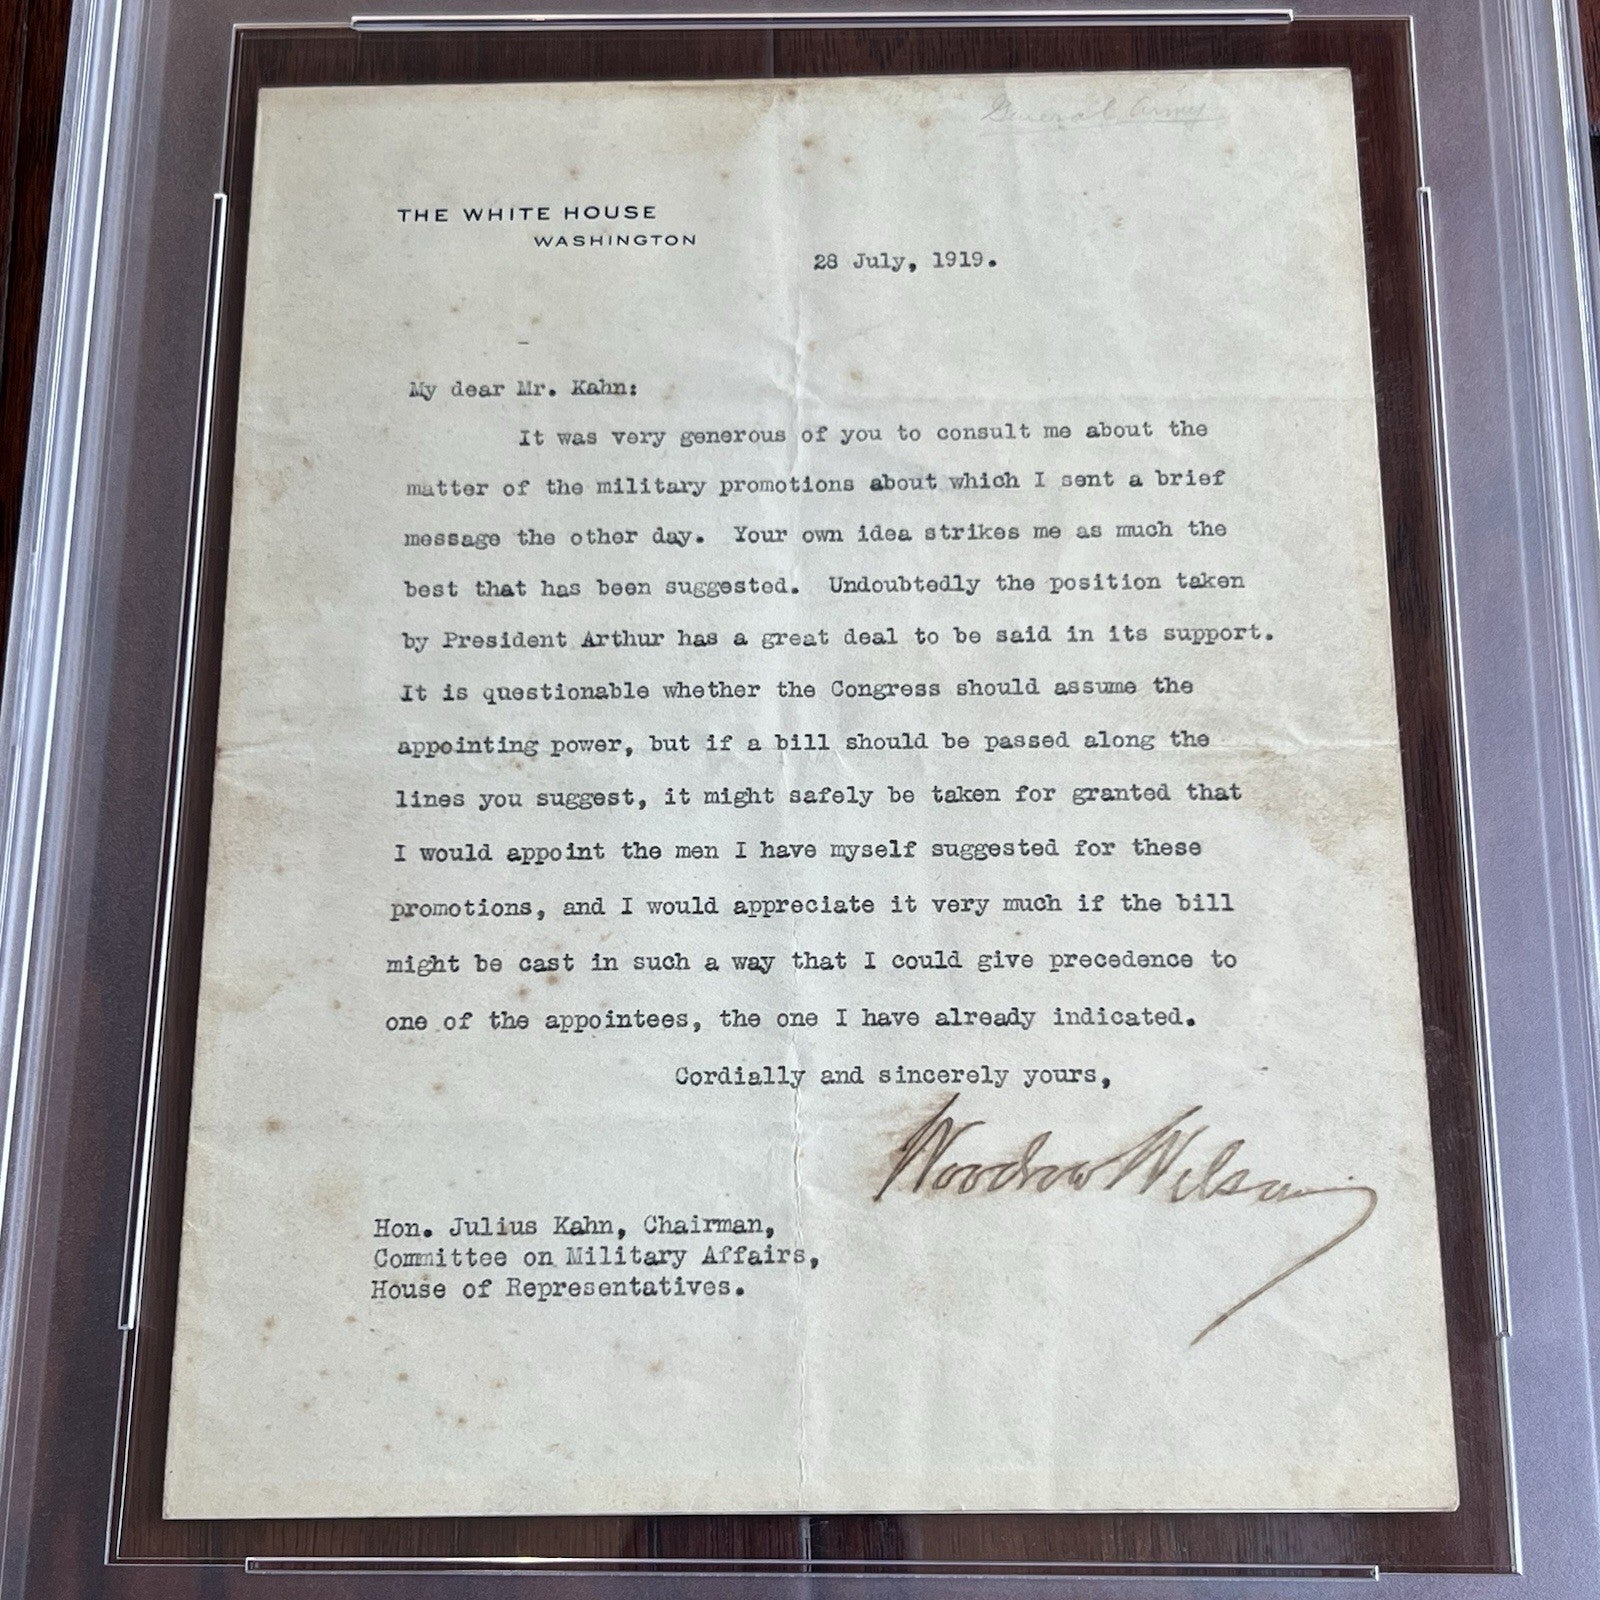 General Army
THE WHITE HOUSE
WASHINGTON
28 July, 1919.
My dear Mr. Kahn:
It was very generous of you to consult me about the
matter of the military promotions about which I sent a brief
message the other day. Your own idea strikes me as much the
best that has been suggested. Undoubtedly the position taken
by President Arthur has a great deal to be said in its support.
It is questionable whether the Congress should assume the
appointing power, but if a bill should be passed along the
lines you suggest, it might safely be taken for granted that
I would appoint the men I have myself suggested for these
promotions, and I would appreciate it very much if the bill
might be cast in such a way that I could give precedence to
one of the appointees, the one I have already indicated.
Cordially and sincerely yours,
Woodrow Wilson
Hon. Julius Kahn, Chairman,
Committee on Military Affairs,
House of Representatives.